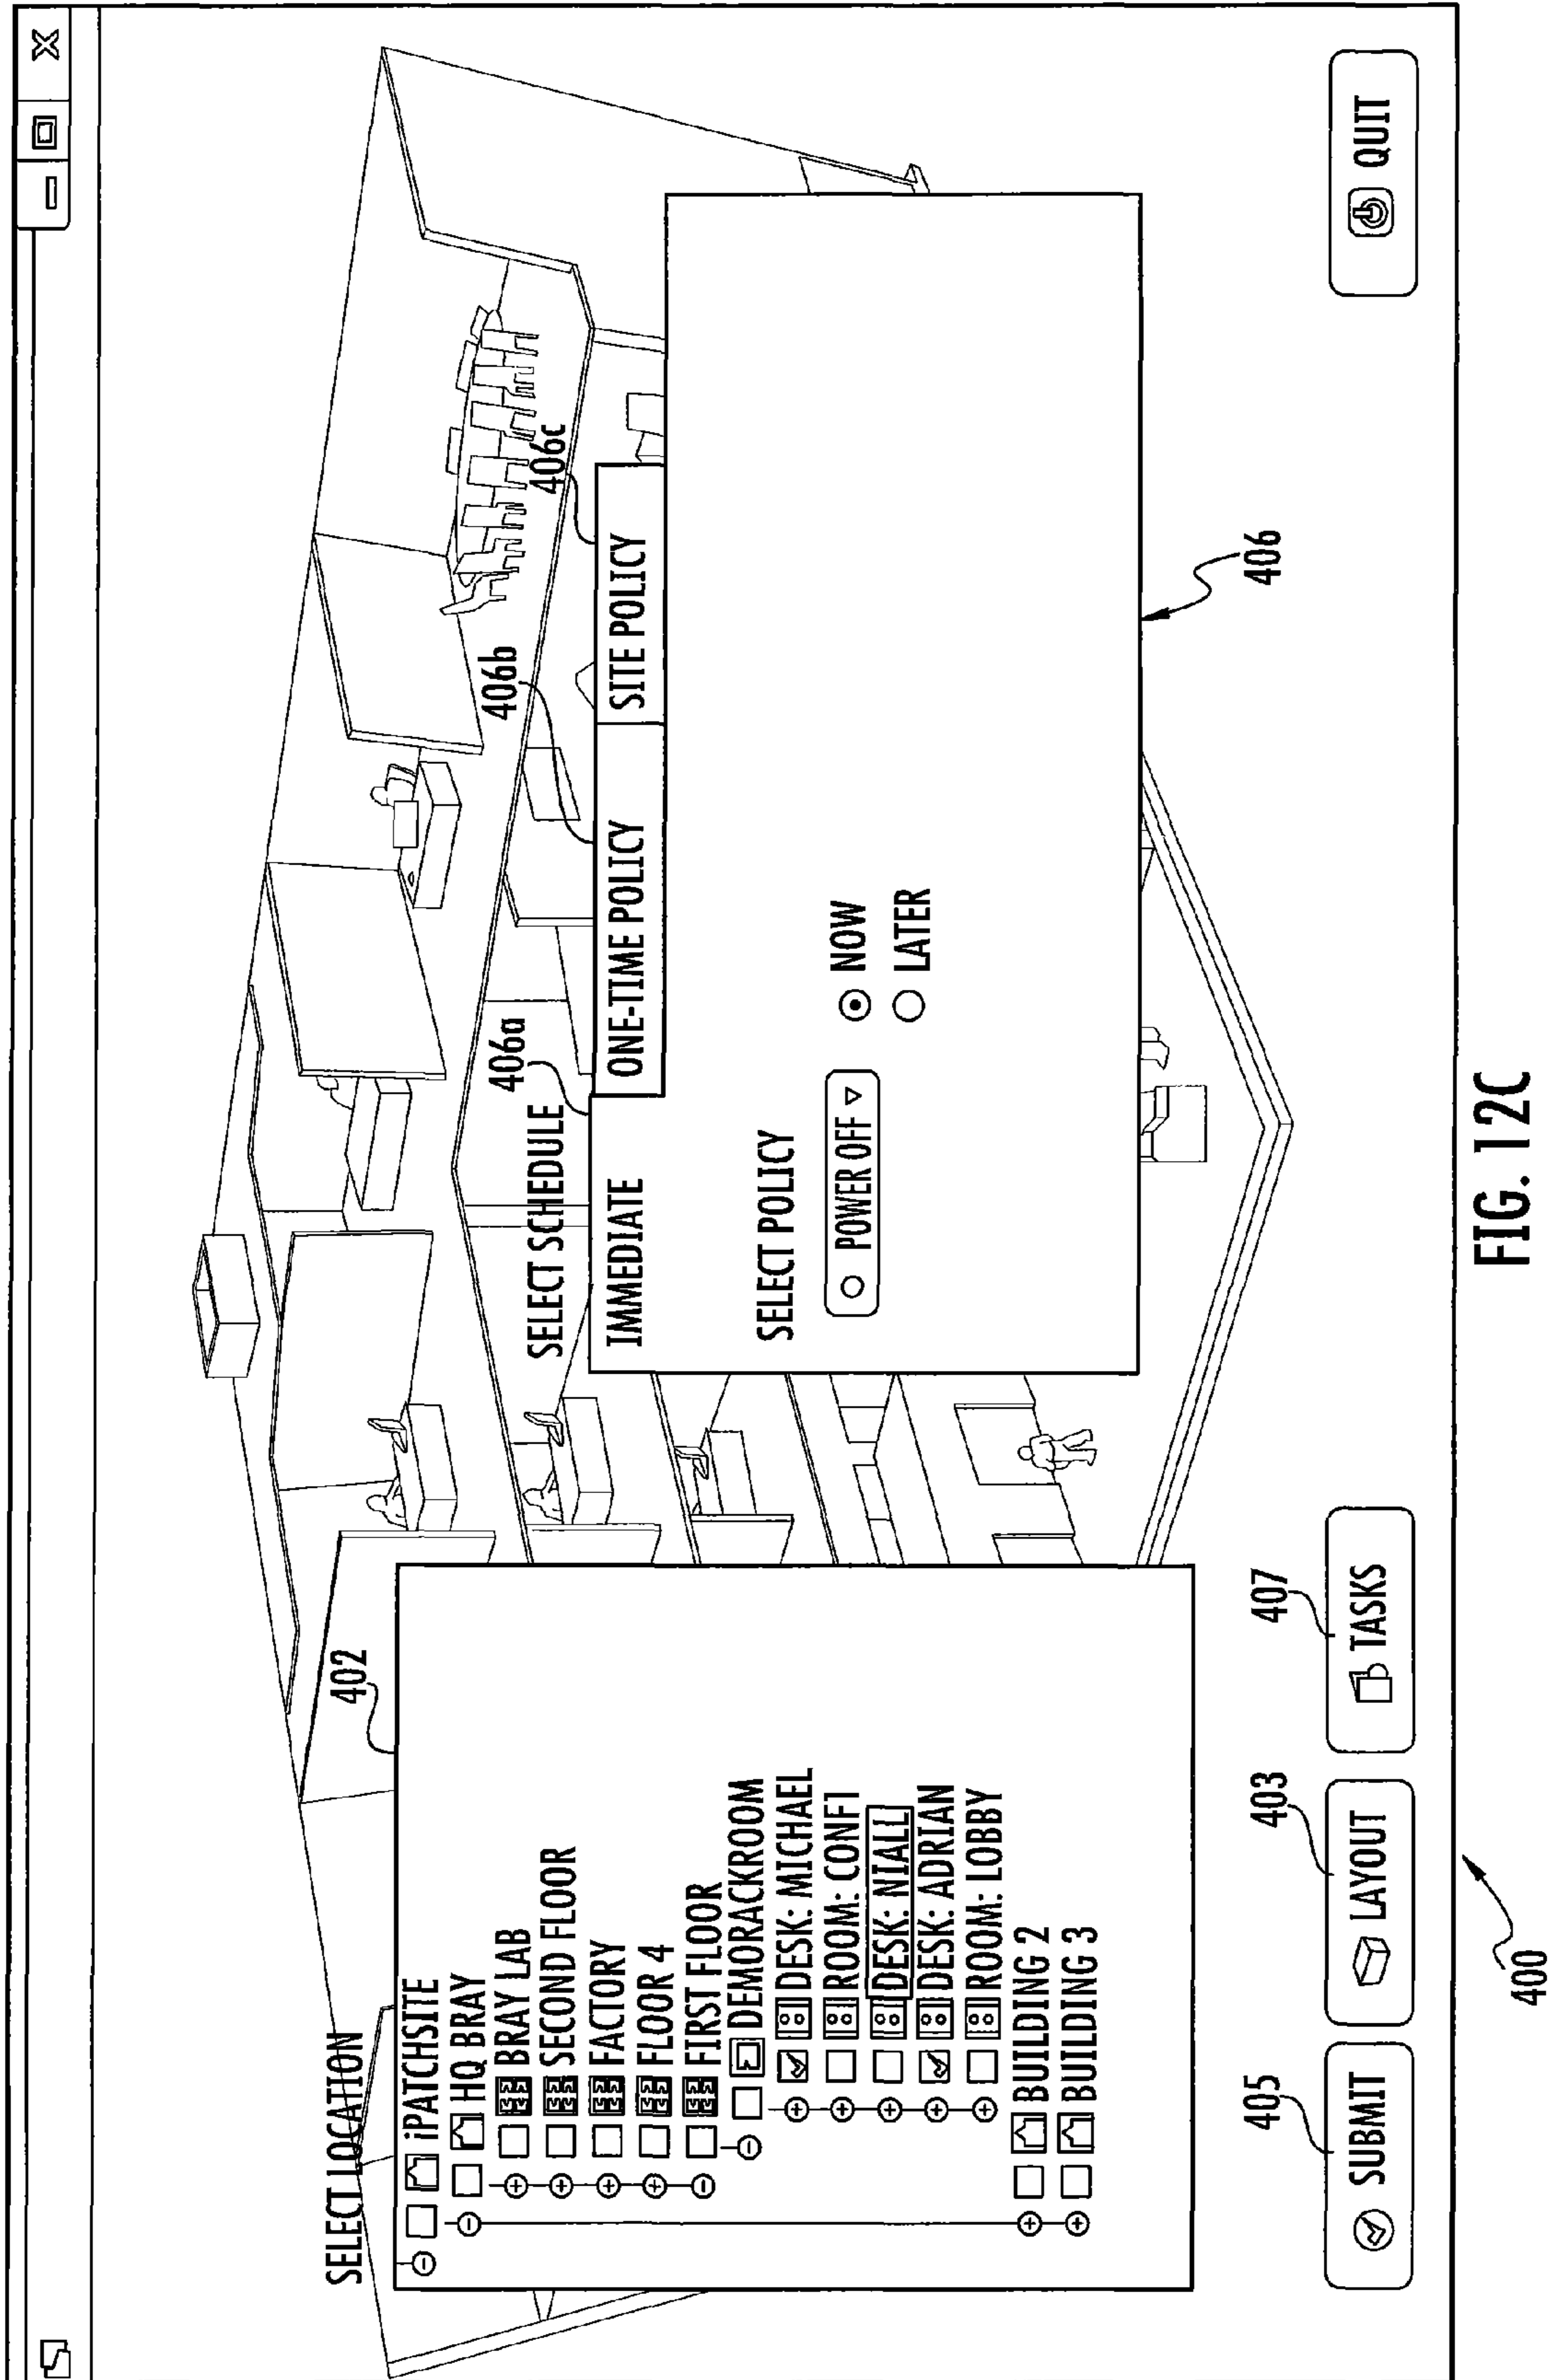 SELECT LOCATION
402
iPATCHSITE
HQ BRAY
BRAY LAB
SECOND FLOOR
FACTORY
FLOOR 4
FIRST FLOOR
DEMORACKROOM
DESK: MICHAEL
ROOM: CONF1
DESK: NIALL
DESK: ADRIAN
ROOM: LOBBY
BUILDING 2
BUILDING 3
SELECT SCHEDULE
406a
406b
406c
IMMEDIATE
ONE-TIME POLICY
SITE POLICY
SELECT POLICY
POWER OFF
NOW
LATER
406
405
403
407
SUBMIT
LAYOUT
TASKS
QUIT
400
FIG. 12C